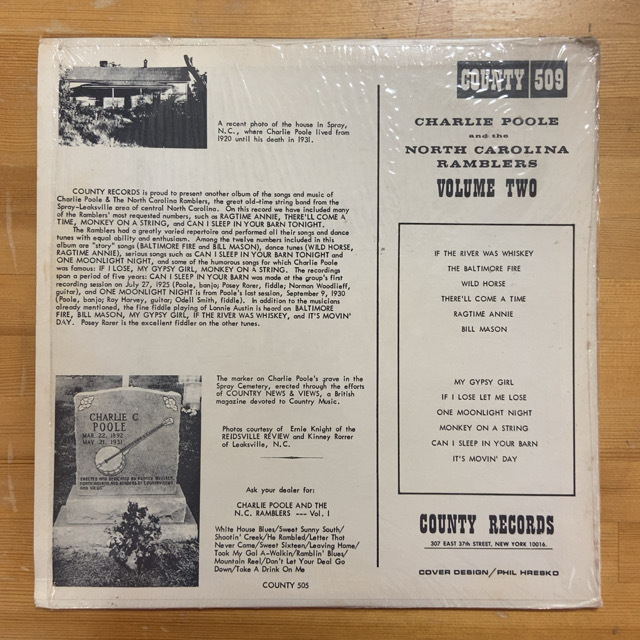 A recent photo of the house in Spray,
N.C., where Charlie Poole lived from
1920 until his death in 1931.
COUNTY RECORDS is proud to present another album of the songs and music of
Charlie Poole & The North Carolina Ramblers, the great old-time string band from the
Spray-Leaksville area of central North Carolina. On this record we have included many
of the Ramblers' most requested numbers, such as RAGTIME ANNIE, THERE'LL COME A
TIME, MONKEY ON A STRING, and CAN I SLEEP IN YOUR BARN TONIGHT.
The Ramblers had a greatly varied repertoire and performed all their songs and dance
tunes with equal ability and enthusiasm. Among the twelve numbers included in this
album are "story" songs (BALTIMORE FIRE and BILL MASON), dance tunes (WILD HORSE,
RAGTIME ANNIE), serious songs such as CAN I SLEEP IN YOUR BARN TONIGHT and
ONE MOONLIGHT NIGHT, and some of the humorous songs for which Charlie Poole
was famous: IF I LOSE, MY GYPSY GIRL, MONKEY ON A STRING. The recordings
span a period of five years: CAN I SLEEP IN YOUR BARN was made at the group's first
recording session on July 27, 1925 (Poole, banjo; Posey Rorer, fiddle; Norman Woodlieff,
guitar), and ONE MOONLIGHT NIGHT is from Poole's last session, September 9, 1930
(Poole, banjo; Roy Harvey, guitar; Odell Smith, fiddle). In addition to the musicians
already mentioned, the fine fiddle playing of Lonnie Austin is heard on BALTIMORE
FIRE, BILL MASON, MY GYPSY GIRL, IF THE RIVER WAS WHISKEY, and IT'S MOVIN'
DAY. Posey Rorer is the excellent fiddler on the other tunes.
CHARLIE C.
POOLE
MAR. 22, 1892
MAY 21, 1931
The marker on Charlie Poole's grave in the
Spray Cemetery, erected through the efforts
of COUNTRY NEWS & VIEWS, a British
magazine devoted to Country Music.
Photos courtesy of Ernie Knight of the
REIDSVILLE REVIEW and Kinney Rorrer
of Leaksville, N.C.
Ask your dealer for:
CHARLIE POOLE AND THE
N.C. RAMBLERS --- Vol. I
White House Blues/Sweet Sunny South/
Shootin' Creek/He Rambled/Letter That
Never Came/Sweet Sixteen/Leaving Home/
Took My Gal A-Walkin/Ramblin' Blues/
Mountain Reel/Don't Let Your Deal Go
Down/Take A Drink On Me
COUNTY 505
COUNTY 509
CHARLIE POOLE
and the
NORTH CAROLINA
RAMBLERS
VOLUME TWO
IF THE RIVER WAS WHISKEY
THE BALTIMORE FIRE
WILD HORSE
THERE'LL COME A TIME
RAGTIME ANNIE
BILL MASON
MY GYPSY GIRL
IF I LOSE LET ME LOSE
ONE MOONLIGHT NIGHT
MONKEY ON A STRING
CAN I SLEEP IN YOUR BARN
IT'S MOVIN' DAY
COUNTY RECORDS
307 EAST 37th STREET, NEW YORK 10016.
COVER DESIGN/PHIL HRESKO